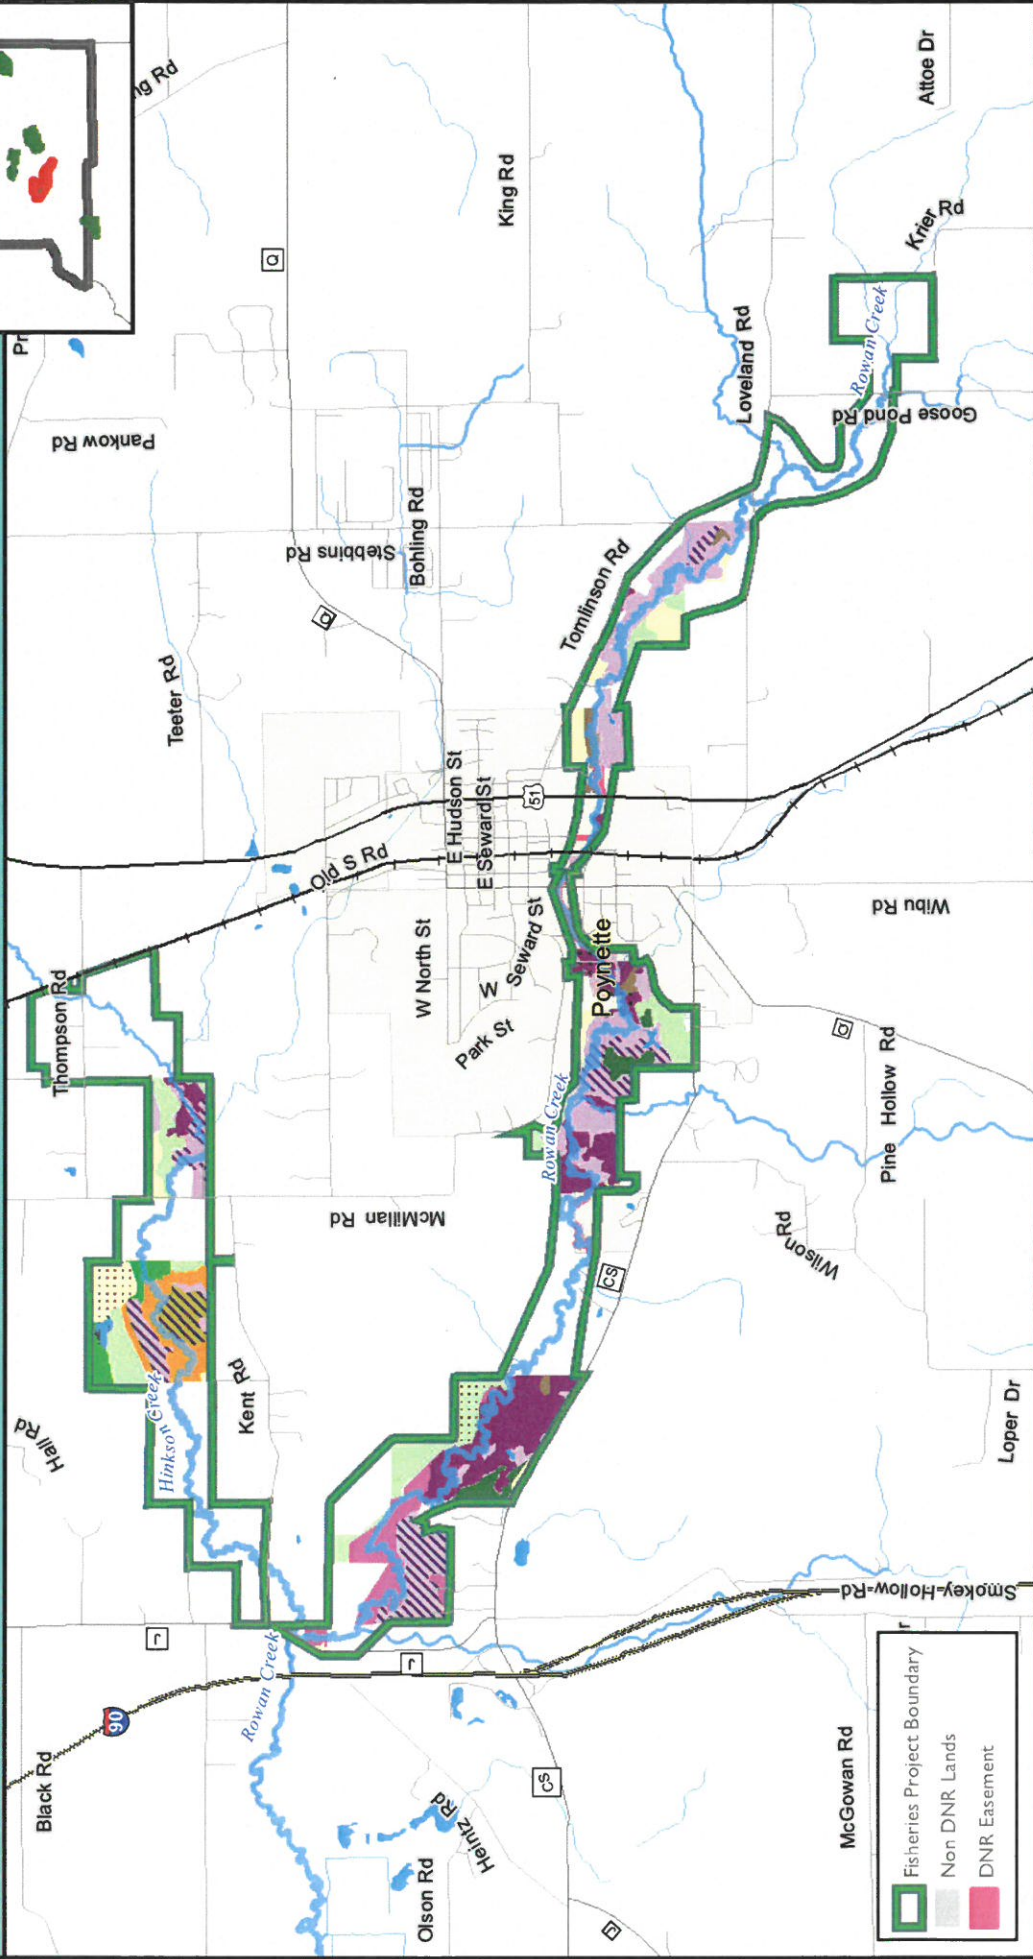 Black Rd
Hall Rd
Thompson Rd
Pr
Pankow Rd
ng Rd
90
J
Hinkson Creek
Teeter Rd
Rowan Creek
Kent Rd
Old S Rd
Stebbins Rd
Q
Q
McMillan Rd
J
Olson Rd
Heintz Rd
W North St
Bohling Rd
E Hudson St
E Seward St
Park St
W Seward St
King Rd
CS
51
Rowan Creek
Tomlinson Rd
Poynette
J
CS
Loveland Rd
Wilson Rd
McGowan Rd
Smokey-Hollow-Rd
Q
Pine Hollow Rd
Wibu Rd
Goose Pond Rd
Rowan Creek
Krier Rd
Attoe Dr
Loper Dr
r
Fisheries Project Boundary
Non DNR Lands
DNR Easement